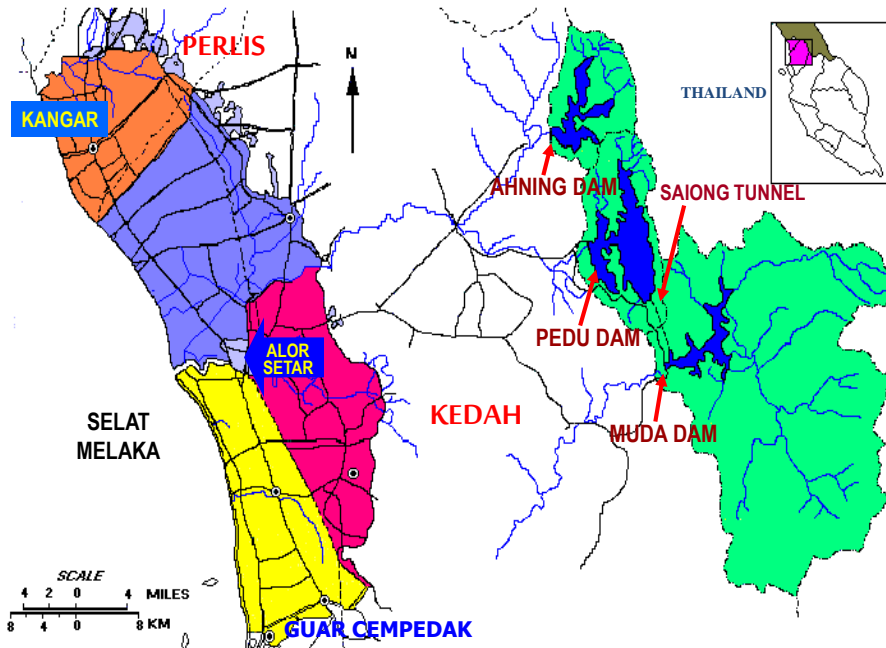 PERLIS
N
THAILAND
KANGAR
AHNING DAM
SAIONG TUNNEL
PEDU DAM
ALOR
SETAR
SELAT
MELAKA
KEDAH
MUDA DAM
SCALE
4 2 0 4 MILES
8 4 0 8 KM
GUAR CEMPEDAK